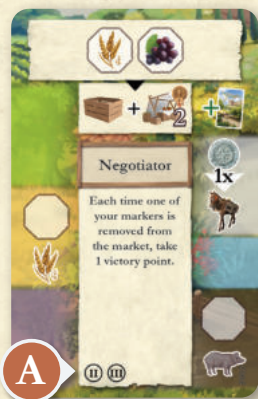 2
+
+
1x
Negotiator
Each time one of
your markers is
removed from
the market, take
1 victory point.
II III
A